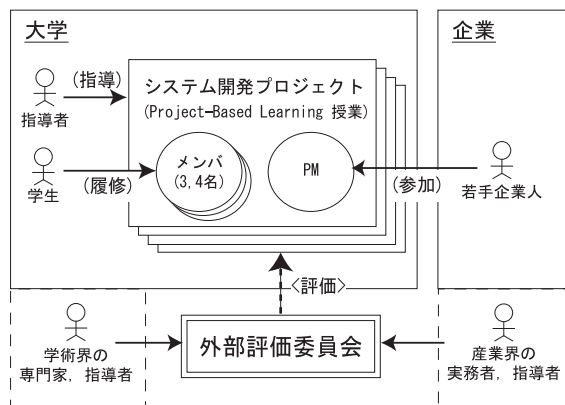 大学
企業
(指導)
指導者
システム開発プロジェクト
(Project-Based Learning 授業)
メンバ
(3,4名)
PM
(履修)
学生
(参加)
若手企業人
<評価>
外部評価委員会
学術界の
専門家, 指導者
産業界の
実務者, 指導者